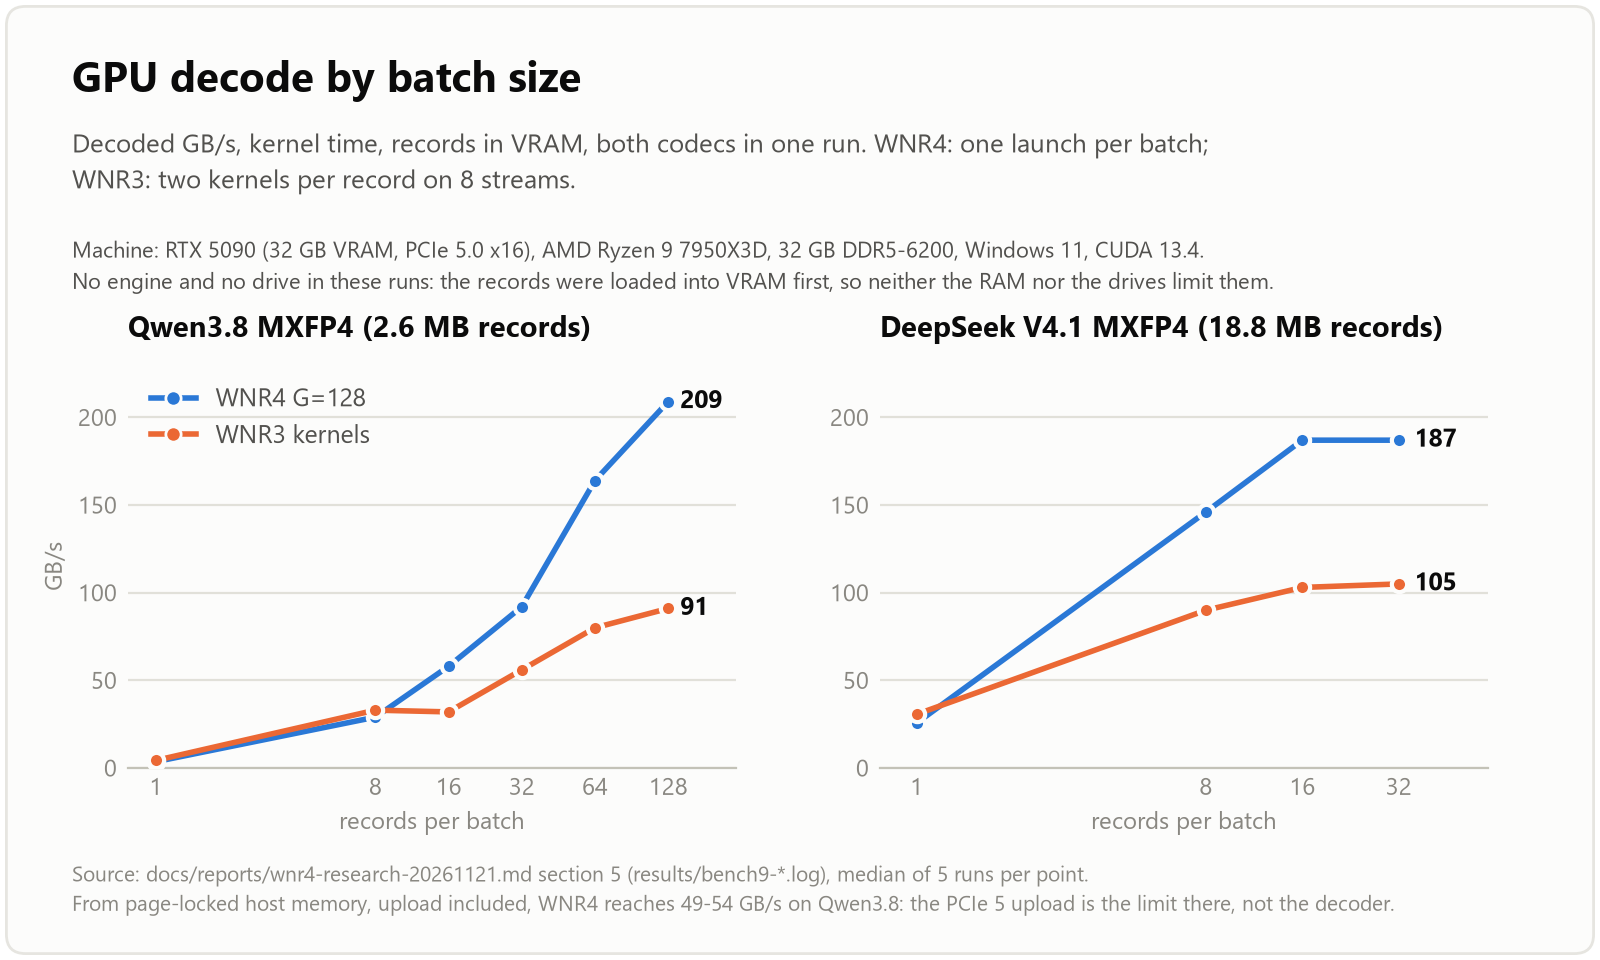 GPU decode by batch size
Decoded GB/s, kernel time, records in VRAM, both codecs in one run. WNR4: one launch per batch;
WNR3: two kernels per record on 8 streams.
Machine: RTX 5090 (32 GB VRAM, PCIe 5.0 x16), AMD Ryzen 9 7950X3D, 32 GB DDR5-6200, Windows 11, CUDA 13.4.
No engine and no drive in these runs: the records were loaded into VRAM first, so neither the RAM nor the drives limit them.
Qwen3.8 MXFP4 (2.6 MB records)
WNR4 G=128
WNR3 kernels
209
91
200
150
100
50
0
GB/s
1 8 16 32 64 128
records per batch
DeepSeek V4.1 MXFP4 (18.8 MB records)
187
105
200
150
100
50
0
1 8 16 32
records per batch
Source: docs/reports/wnr4-research-20261121.md section 5 (results/bench9-*.log), median of 5 runs per point.
From page-locked host memory, upload included, WNR4 reaches 49-54 GB/s on Qwen3.8: the PCIe 5 upload is the limit there, not the decoder.